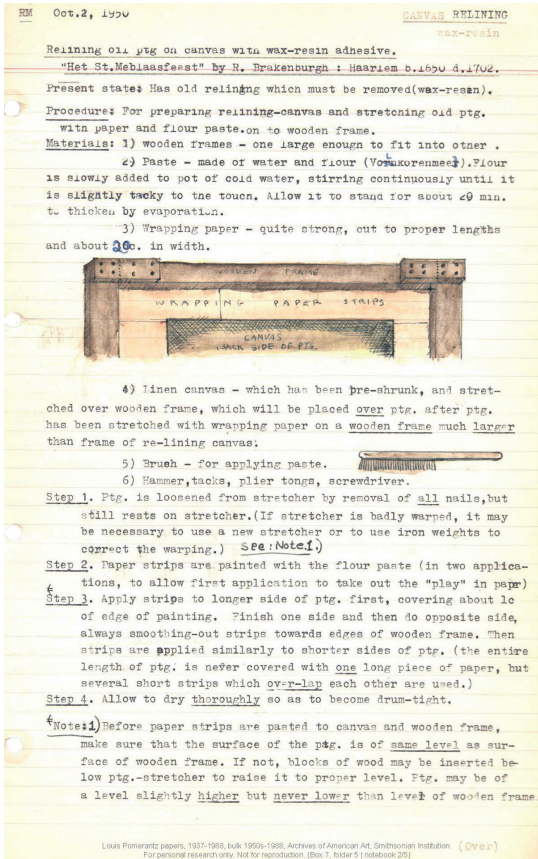 RM Oct.2, 1950 CANVAS RELINING
wax-resin
Relining oil ptg on canvas with wax-resin adhesive.
"Het St.Meblaasfeest" by R. Brakenburgh : Haarlem b.1650 d.1702.
Present state: Has old relining which must be removed(wax-resin).
Procedure: For preparing relining-canvas and stretching old ptg.
with paper and flour paste.on to wooden frame.
Materials: 1) wooden frames - one large enough to fit into other .
2) Paste - made of water and flour .Flour
is slowly added to pot of cold water, stirring continuously until it
is slightly tacky to the touch. Allow it to stand for about 20 min.
to thicken by evaporation.
3) Wrapping paper - quite strong, cut to proper lengths
and about 20c. in width.
WOODEN FRAME
WRAPPING PAPER STRIPS
CANVAS
(BACK SIDE OF PTG.
4) Linen canvas - which has been pre-shrunk, and stret-
ched over wooden frame, which will be placed over ptg. after ptg.
has been stretched with wrapping paper on a wooden frame much larger
than frame of re-lining canvas.
5) Brush - for applying paste.
6) Hammer,tacks, plier tongs, screwdriver.
Step 1. Ptg. is loosened from stretcher by removal of all nails,but
still rests on stretcher.(If stretcher is badly warped, it may
be necessary to use a new stretcher or to use iron weights to
correct the warping.) See:Note.1.)
Step 2. Paper strips are painted with the flour paste (in two applica-
tions, to allow first application to take out the "play" in paper)
Step 3. Apply strips to longer side of ptg. first, covering about 1c
of edge of painting. Finish one side and then do opposite side,
always smoothing-out strips towards edges of wooden frame. Then
strips are applied similarly to shorter sides of ptg. (the entire
length of ptg. is never covered with one long piece of paper, but
several short strips which over-lap each other are used.)
Step 4. Allow to dry thoroughly so as to become drum-tight.
(Note:1)Before paper strips are pasted to canvas and wooden frame,
make sure that the surface of the ptg. is of same level as sur-
face of wooden frame. If not, blocks of wood may be inserted be-
low ptg.-stretcher to raise it to proper level. Ptg. may be of
a level slightly higher but never lower than level of wooden frame
(Over)
Louis Pomerantz papers, 1937-1988, bulk 1950s-1988, Archives of American Art, Smithsonian Institution.
For personal research only. Not for reproduction. (Box 7, folder 5 | notebook 2/5)